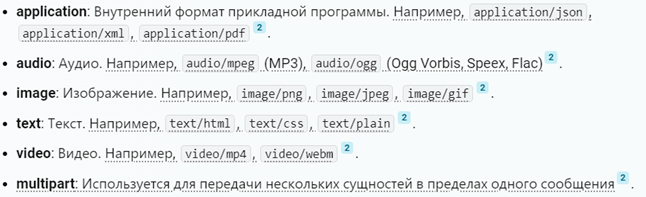 • application: Внутренний формат прикладной программы. Например, application/json,
application/xml, application/pdf 2.
• audio: Аудио. Например, audio/mpeg (MP3), audio/ogg (Ogg Vorbis, Speex, Flac) 2.
• image: Изображение. Например, image/png, image/jpeg, image/gif 2.
• text: Текст. Например, text/html, text/css, text/plain 2.
• video: Видео. Например, video/mp4, video/webm 2.
• multipart: Используется для передачи нескольких сущностей в пределах одного сообщения 2.